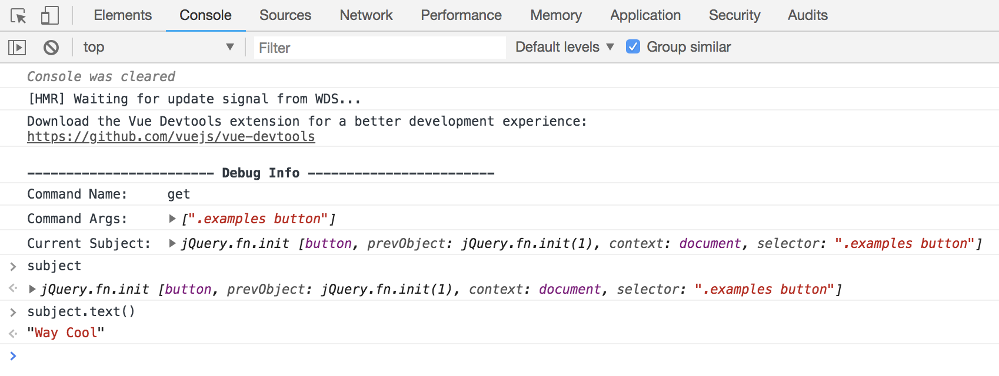 Elements Console Sources Network Performance Memory Application Security Audits
top Filter Default levels Group similar
Console was cleared
[HMR] Waiting for update signal from WDS...
Download the Vue Devtools extension for a better development experience:
https://github.com/vuejs/vue-devtools
------------------------ Debug Info ------------------------
Command Name: get
Command Args: [".examples button"]
Current Subject: jQuery.fn.init [button, prevObject: jQuery.fn.init(1), context: document, selector: ".examples button"]
subject
jQuery.fn.init [button, prevObject: jQuery.fn.init(1), context: document, selector: ".examples button"]
subject.text()
"Way Cool"